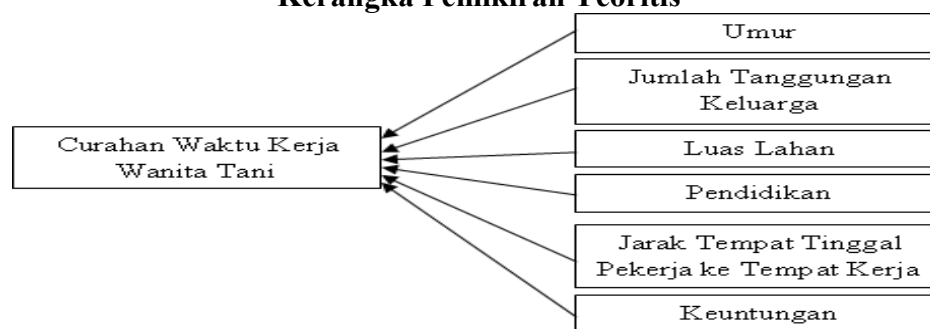 Kerangka Pemikiran Teoritis
Umur
Jumlah Tanggungan
Keluarga
Curahan Waktu Kerja
Wanita Tani
Luas Lahan
Pendidikan
Jarak Tempat Tinggal
Pekerja ke Tempat Kerja
Keuntungan